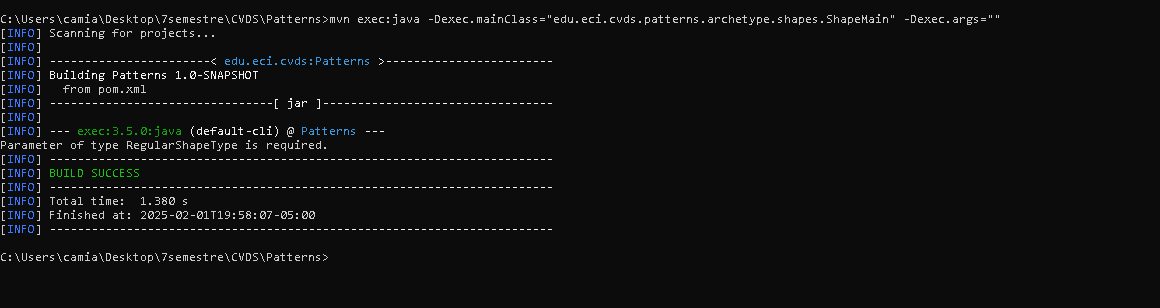 C:\Users\camia\Desktop\7semestre\CVDS\Patterns>mvn exec:java -Dexec.mainClass="edu.eci.cvds.patterns.archetype.shapes.ShapeMain" -Dexec.args=""
[INFO] Scanning for projects...
[INFO]
[INFO] -----------------------< edu.eci.cvds:Patterns >------------------------
[INFO] Building Patterns 1.0-SNAPSHOT
[INFO]   from pom.xml
[INFO] --------------------------------[ jar ]---------------------------------
[INFO]
[INFO] --- exec:3.5.0:java (default-cli) @ Patterns ---
Parameter of type RegularShapeType is required.
[INFO] ------------------------------------------------------------------------
[INFO] BUILD SUCCESS
[INFO] ------------------------------------------------------------------------
[INFO] Total time:  1.380 s
[INFO] Finished at: 2025-02-01T19:58:07-05:00
[INFO] ------------------------------------------------------------------------
C:\Users\camia\Desktop\7semestre\CVDS\Patterns>